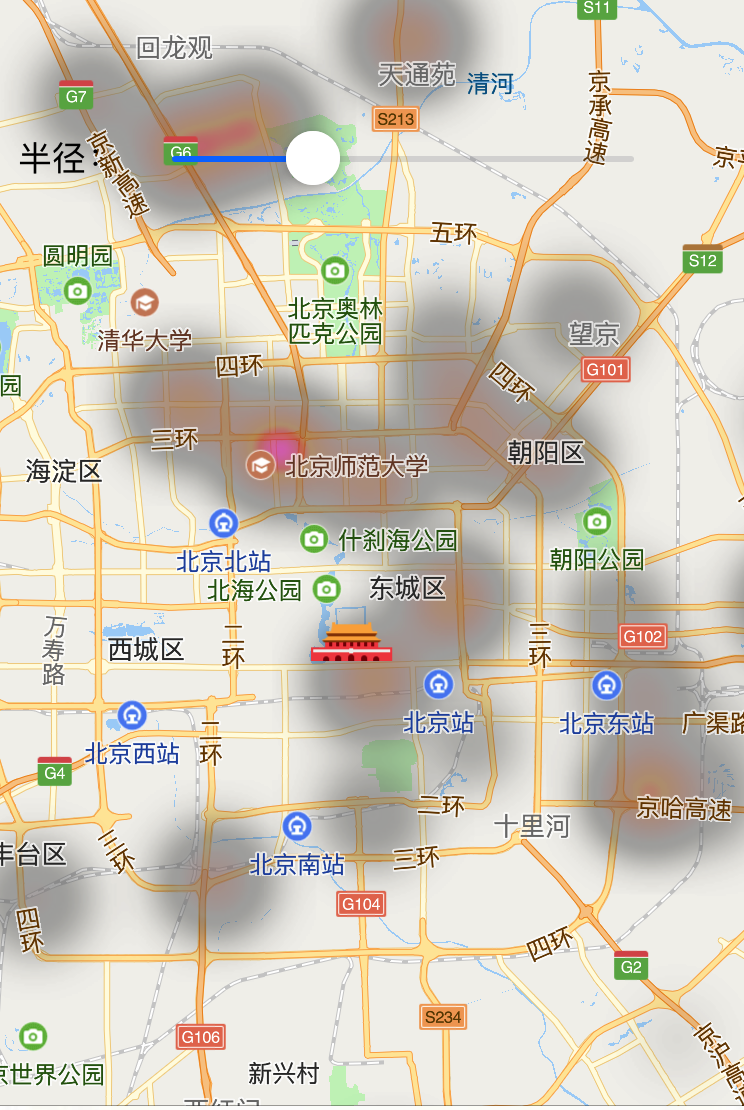 S11
回龙观
天通苑
清河
G7
S213
京承高速
京新高速
G6
半径:
五环
圆明园
S12
北京奥林
匹克公园
清华大学
望京
四环
G101
四环
园
三环
朝阳区
北京师范大学
海淀区
北京北站
什刹海公园
朝阳公园
北海公园
东城区
万寿路
二环
三环
G102
西城区
北京站
北京东站
广渠路
北京西站
二环
G4
二环
京哈高速
三环
十里河
丰台区
北京南站
三环
G104
四环
四环
G2
S234
G106
京沪高
京世界公园
新兴村